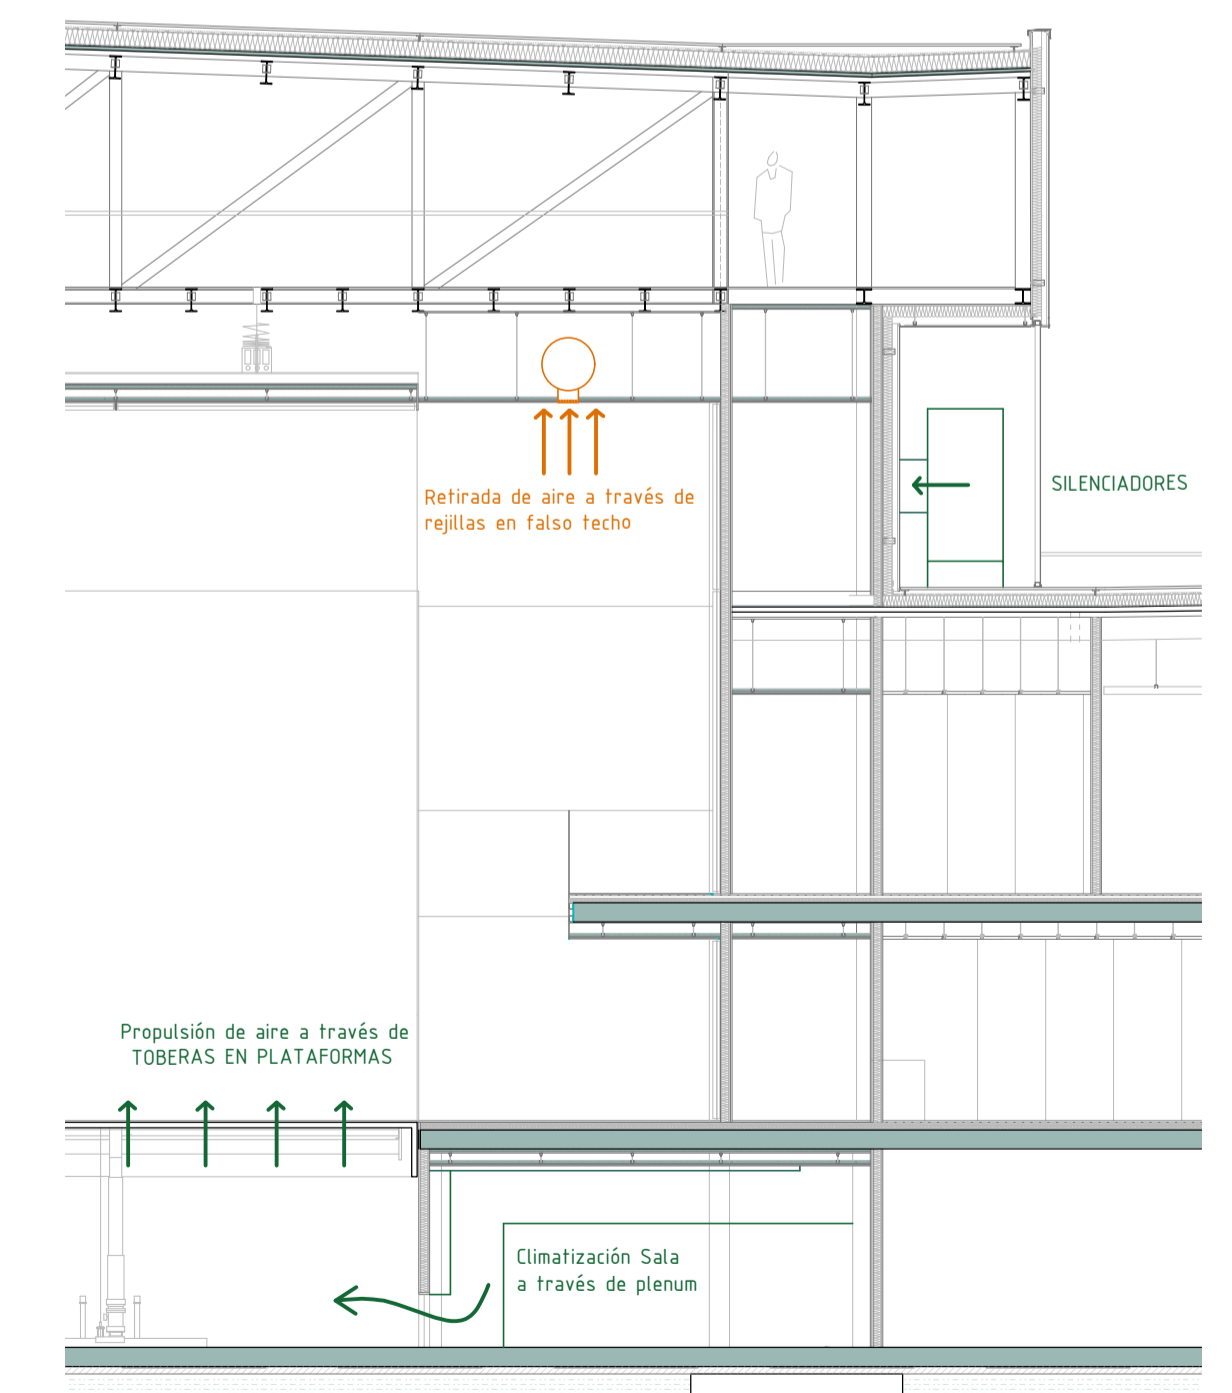 Retirada de aire a través de
rejillas en falso techo
SILENCIADORES
Propulsión de aire a través de
TOBERAS EN PLATAFORMAS
Climatización Sala
a través de plenum